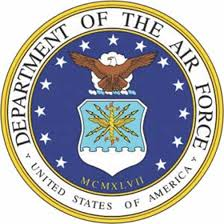 DEPARTMENT OF THE AIR FORCE
MCMXLVII
UNITED STATES OF AMERICA